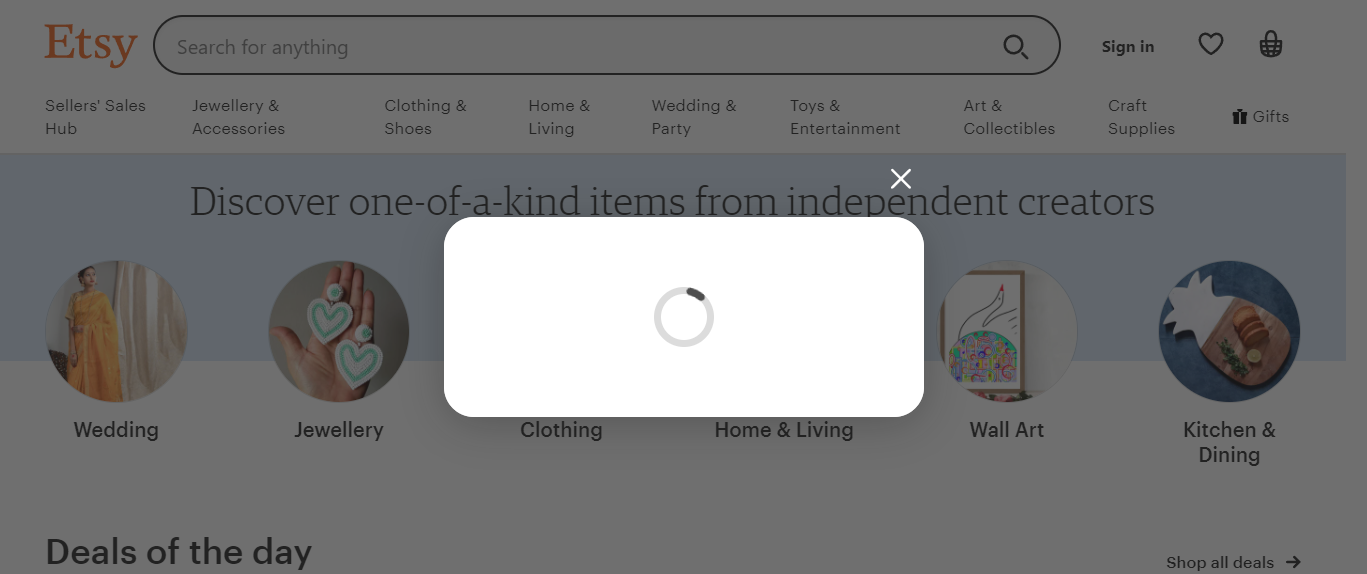 Etsy
Search for anything
Sign in
Sellers' Sales
Hub
Jewellery &
Accessories
Clothing &
Shoes
Home &
Living
Wedding &
Party
Toys &
Entertainment
Art &
Collectibles
Craft
Supplies
Gifts
Discover one-of-a-kind items from independent creators
Wedding
Jewellery
Clothing
Home & Living
Wall Art
Kitchen &
Dining
Deals of the day
Shop all deals